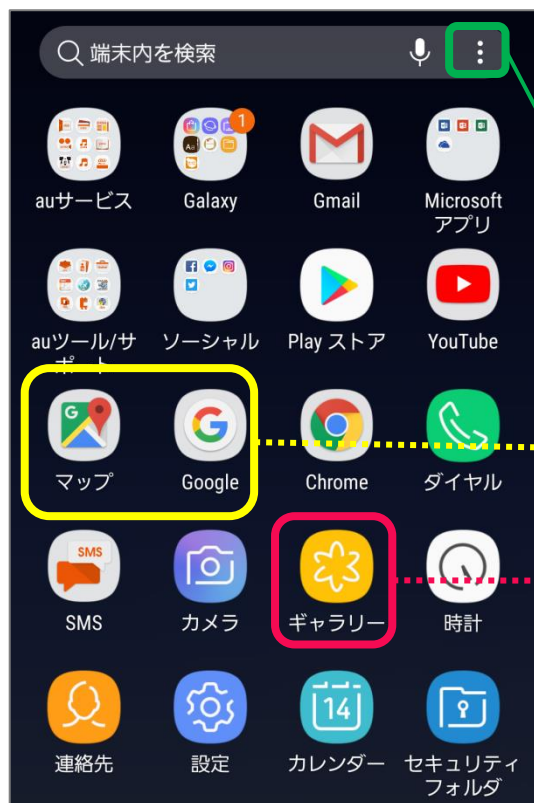 端末内を検索
1
auサービス Galaxy Gmail Microsoft
アプリ
auツール/サ ソーシャル Play ストア YouTube
ポート
G
マップ Google Chrome ダイヤル
SMS
SMS カメラ ギャラリー 時計
14
連絡先 設定 カレンダー セキュリティ
フォルダ